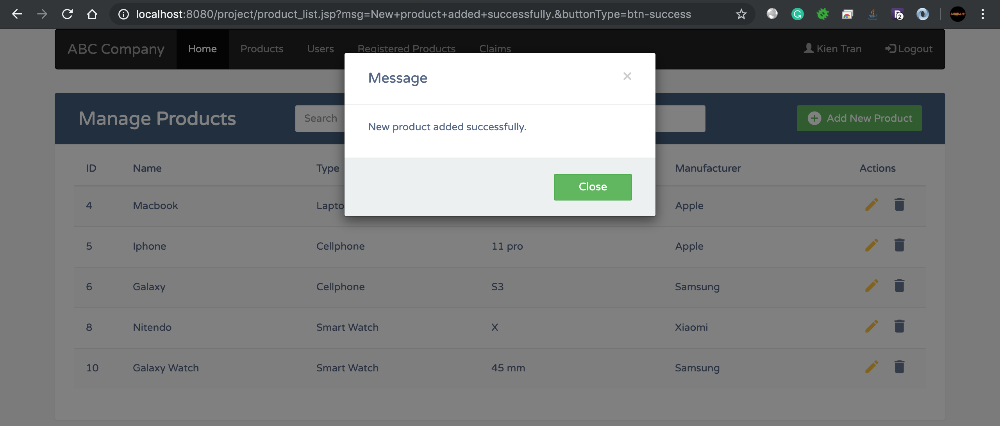 localhost:8080/project/product_list.jsp?msg=New+product+added+successfully.&buttonType=btn-success
2
ABC Company Home Products Users Registered Products Claims Kien Tran Logout
Message ×
Manage Products Search Add New Product
New product added successfully.
ID Name Type Manufacturer Actions
Close
4 Macbook Lapto Apple
5 Iphone Cellphone 11 pro Apple
6 Galaxy Cellphone S3 Samsung
8 Nitendo Smart Watch X Xiaomi
10 Galaxy Watch Smart Watch 45 mm Samsung